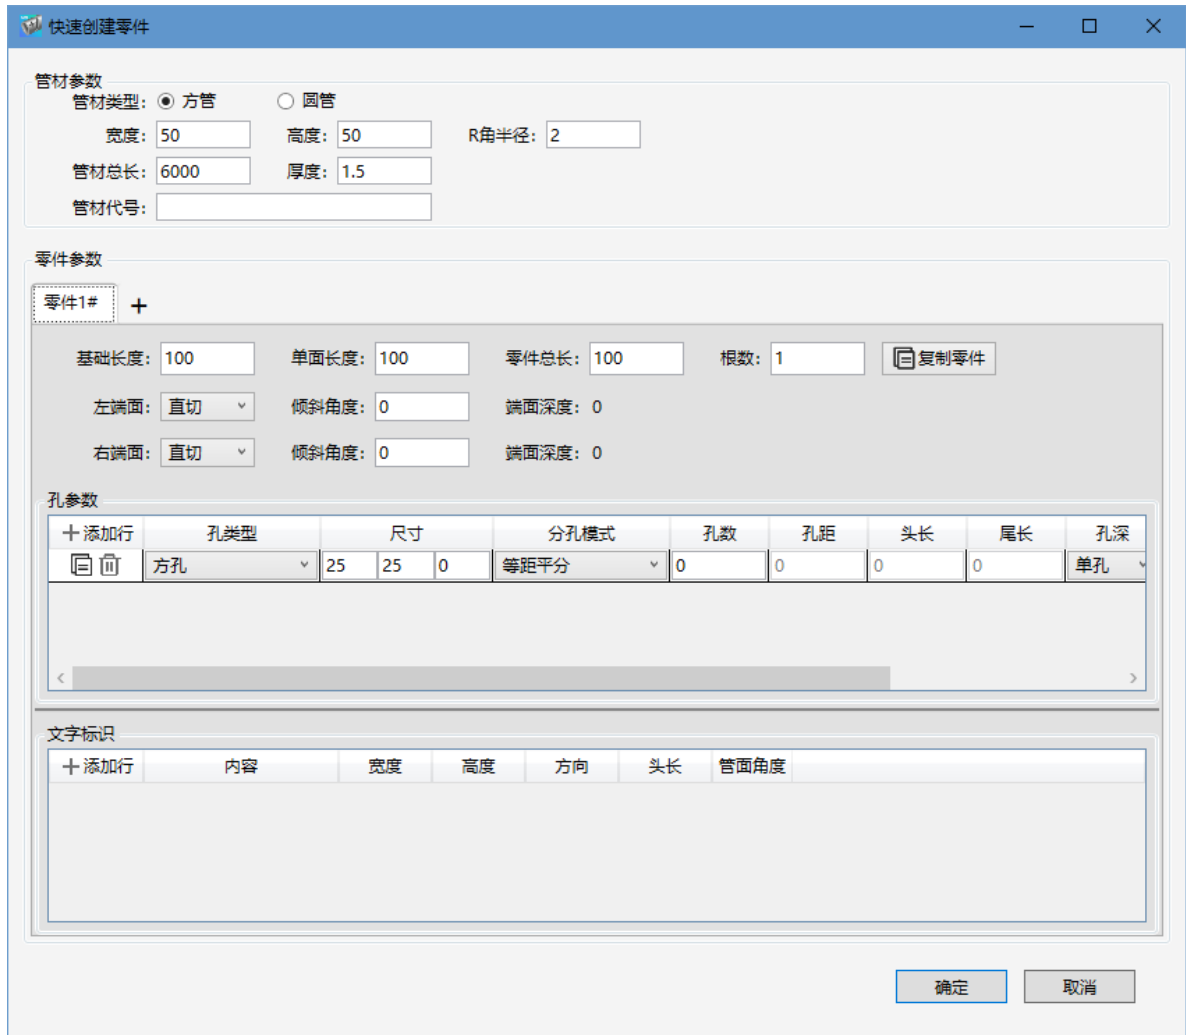 快速创建零件
管材参数
管材类型: 方管 圆管
宽度: 50 高度: 50 R角半径: 2
管材总长: 6000 厚度: 1.5
管材代号:
零件参数
零件1# +
基础长度: 100 单面长度: 100 零件总长: 100 根数: 1 复制零件
左端面: 直切 倾斜角度: 0 端面深度: 0
右端面: 直切 倾斜角度: 0 端面深度: 0
孔参数
+添加行 孔类型 尺寸 分孔模式 孔数 孔距 头长 尾长 孔深
方孔 25 25 0 等距平分 0 0 0 0 单孔
文字标识
+添加行 内容 宽度 高度 方向 头长 管面角度
确定 取消